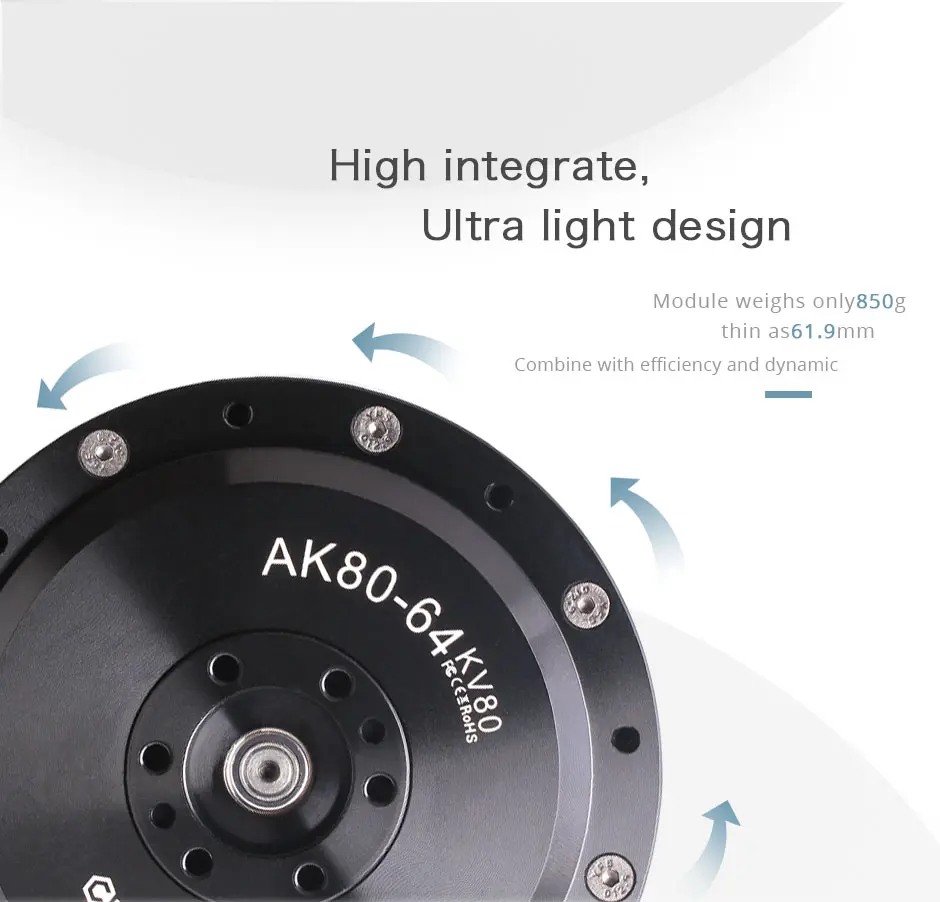 High integrate,
Ultra light design
Module weighs only850g
thin as61.9mm
Combine with efficiency and dynamic
AK80-64
KV80
FC CE RoHS